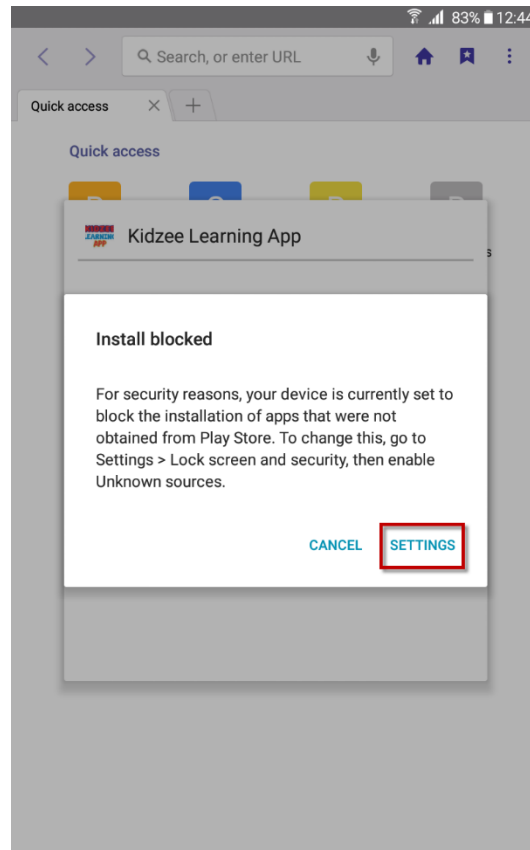 83% 12:44
Search, or enter URL
Quick access
Quick access
Kidzee Learning App
s
Install blocked
For security reasons, your device is currently set to
block the installation of apps that were not
obtained from Play Store. To change this, go to
Settings > Lock screen and security, then enable
Unknown sources.
CANCEL SETTINGS